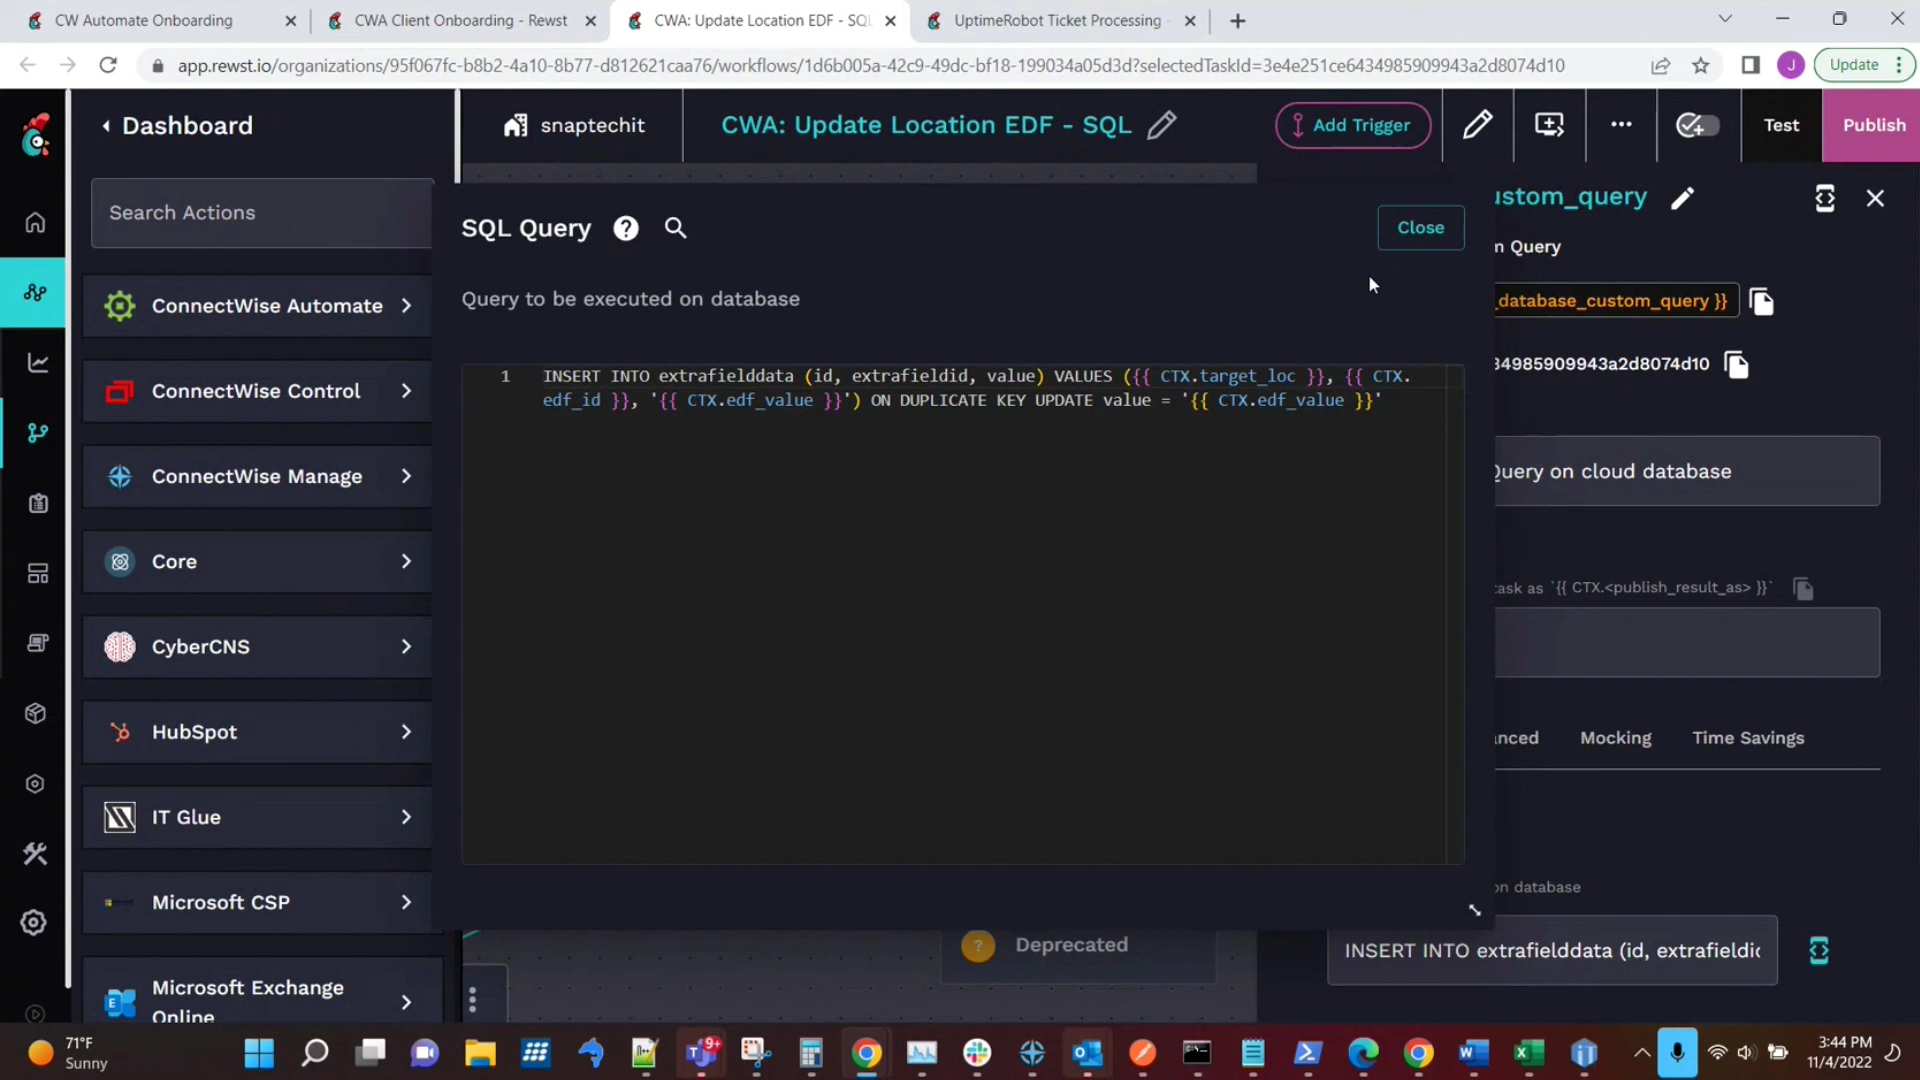 CW Automate Onboarding
CWA Client Onboarding - Rewst
CWA: Update Location EDF - SQL
UptimeRobot Ticket Processing -
app.rewst.io/organizations/95f067fc-b8b2-4a10-8b77-d812621caa76/workflows/1d6b005a-42c9-49dc-bf18-199034a05d3d?selectedTaskId=3e4e251ce6434985909943a2d8074d10
J
Update
Dashboard
snaptechit
CWA: Update Location EDF - SQL
Add Trigger
Test
Publish
Search Actions
ConnectWise Automate
ConnectWise Control
ConnectWise Manage
Core
CyberCNS
HubSpot
IT Glue
Microsoft CSP
Microsoft Exchange
Online
SQL Query
?
Close
Query to be executed on database
1
INSERT INTO extrafielddata (id, extrafieldid, value) VALUES ({{ CTX.target_loc }}, {{ CTX.
edf_id }}, '{{ CTX.edf_value }}') ON DUPLICATE KEY UPDATE value = '{{ CTX.edf_value }}'
?
Deprecated
ustom_query
m Query
_database_custom_query }}
34985909943a2d8074d10
Query on cloud database
task as `{{ CTX.<publish_result_as> }}`
anced
Mocking
Time Savings
on database
INSERT INTO extrafielddata (id, extrafieldic
71°F
Sunny
9+
3:44 PM
11/4/2022